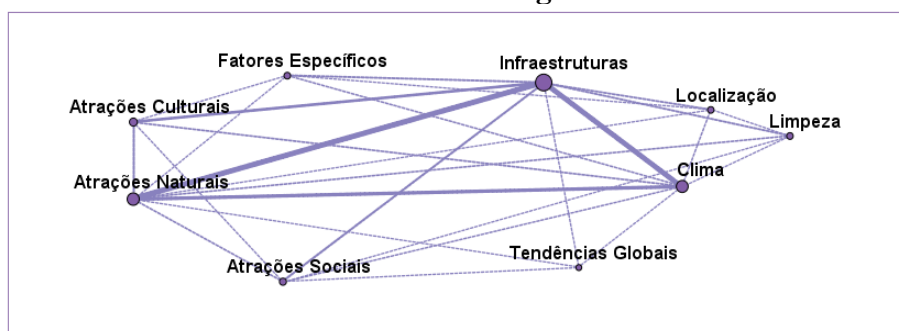 Fatores Específicos
Infraestruturas
Atrações Culturais
Localização
Limpeza
Atrações Naturais
Clima
Atrações Sociais
Tendências Globais